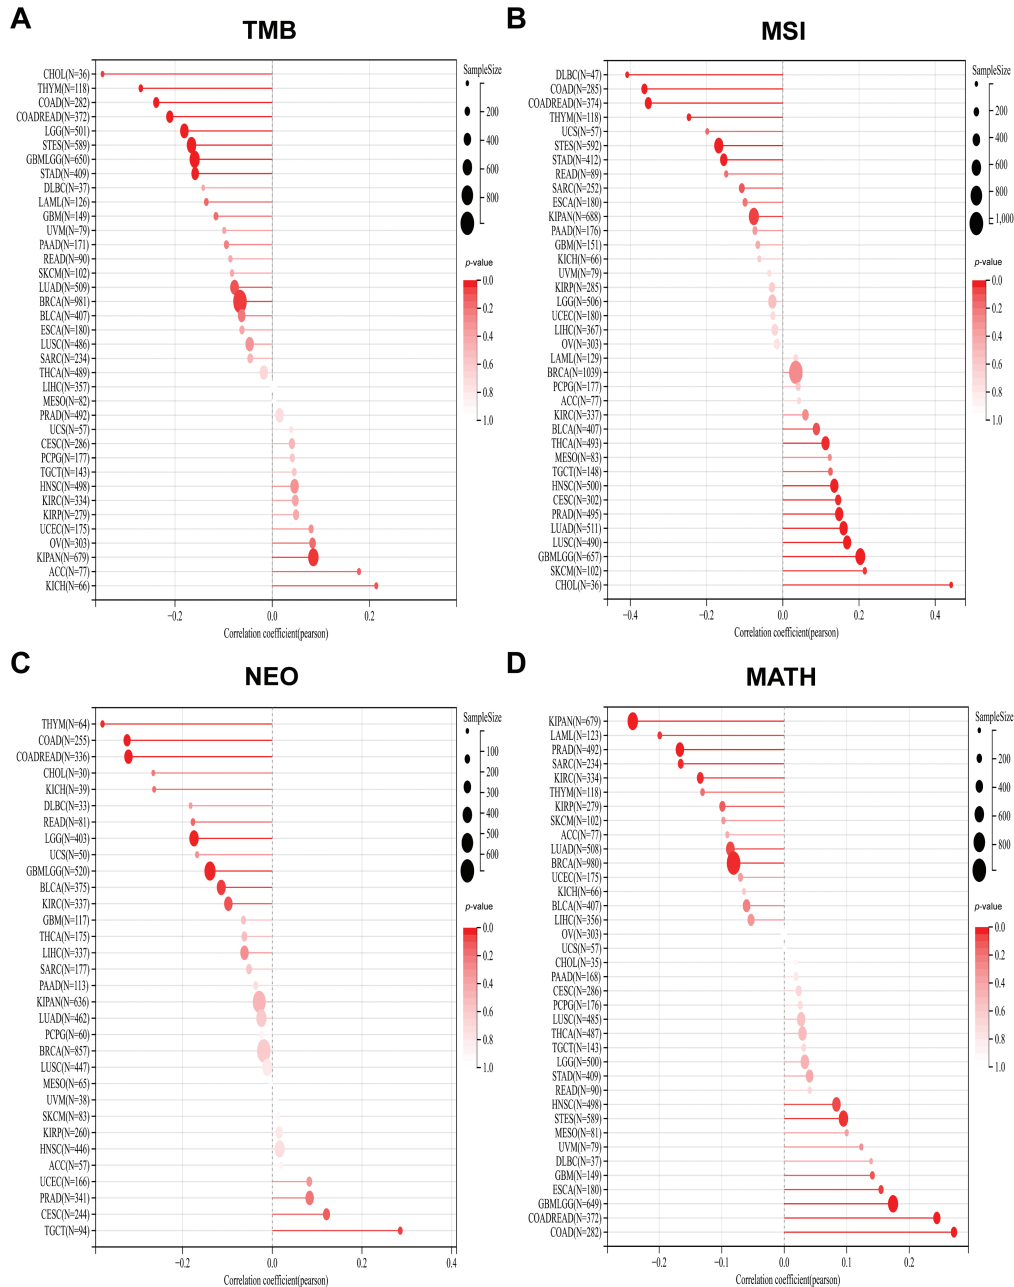 A
TMB
CHOL(N=36)
THYM(N=118)
COAD(N=282)
COADREAD(N=372)
LGG(N=501)
STES(N=589)
GBMLGG(N=650)
STAD(N=409)
DLBC(N=37)
LAML(N=126)
GBM(N=149)
UVM(N=79)
PAAD(N=171)
READ(N=90)
SKCM(N=102)
LUAD(N=509)
BRCA(N=981)
BLCA(N=407)
ESCA(N=180)
LUSC(N=486)
SARC(N=234)
THCA(N=489)
LIHC(N=357)
MESO(N=82)
PRAD(N=492)
UCS(N=57)
CESC(N=286)
PCPG(N=177)
TGCT(N=143)
HNSC(N=498)
KIRC(N=334)
KIRP(N=279)
UCEC(N=175)
OV(N=303)
KIPAN(N=679)
ACC(N=77)
KICH(N=66)
−0.2 0.0 0.2
Correlation coefficient(pearson)
SampleSize
200
400
600
800
p-value
0.0
0.2
0.4
0.6
0.8
1.0
B
MSI
DLBC(N=47)
COAD(N=285)
COADREAD(N=374)
THYM(N=118)
UCS(N=57)
STES(N=592)
STAD(N=412)
READ(N=89)
SARC(N=252)
ESCA(N=180)
KIPAN(N=688)
PAAD(N=176)
GBM(N=151)
KICH(N=66)
UVM(N=79)
KIRP(N=285)
LGG(N=506)
UCEC(N=180)
LIHC(N=367)
OV(N=303)
LAML(N=129)
BRCA(N=1039)
PCPG(N=177)
ACC(N=77)
KIRC(N=337)
BLCA(N=407)
THCA(N=493)
MESO(N=83)
TGCT(N=148)
HNSC(N=500)
CESC(N=302)
PRAD(N=495)
LUAD(N=511)
LUSC(N=490)
GBMLGG(N=657)
SKCM(N=102)
CHOL(N=36)
−0.4 −0.2 0.0 0.2 0.4
Correlation coefficient(pearson)
SampleSize
200
400
600
800
1,000
p-value
0.0
0.2
0.4
0.6
0.8
1.0
C
NEO
THYM(N=64)
COAD(N=255)
COADREAD(N=336)
CHOL(N=30)
KICH(N=39)
DLBC(N=33)
READ(N=81)
LGG(N=403)
UCS(N=50)
GBMLGG(N=520)
BLCA(N=375)
KIRC(N=337)
GBM(N=117)
THCA(N=175)
LIHC(N=337)
SARC(N=177)
PAAD(N=113)
KIPAN(N=636)
LUAD(N=462)
PCPG(N=60)
BRCA(N=857)
LUSC(N=447)
MESO(N=65)
UVM(N=38)
SKCM(N=83)
KIRP(N=260)
HNSC(N=446)
ACC(N=57)
UCEC(N=166)
PRAD(N=341)
CESC(N=244)
TGCT(N=94)
−0.2 0.0 0.2 0.4
Correlation coefficient(pearson)
SampleSize
100
200
300
400
500
600
p-value
0.0
0.2
0.4
0.6
0.8
1.0
D
MATH
KIPAN(N=679)
LAML(N=123)
PRAD(N=492)
SARC(N=234)
KIRC(N=334)
THYM(N=118)
KIRP(N=279)
SKCM(N=102)
ACC(N=77)
LUAD(N=508)
BRCA(N=980)
UCEC(N=175)
KICH(N=66)
BLCA(N=407)
LIHC(N=356)
OV(N=303)
UCS(N=57)
CHOL(N=35)
PAAD(N=168)
CESC(N=286)
PCPG(N=176)
LUSC(N=485)
THCA(N=487)
TGCT(N=143)
LGG(N=500)
STAD(N=409)
READ(N=90)
HNSC(N=498)
STES(N=589)
MESO(N=81)
UVM(N=79)
DLBC(N=37)
GBM(N=149)
ESCA(N=180)
GBMLGG(N=649)
COADREAD(N=372)
COAD(N=282)
−0.2 −0.1 0.0 0.1 0.2
Correlation coefficient(pearson)
SampleSize
200
400
600
800
p-value
0.0
0.2
0.4
0.6
0.8
1.0